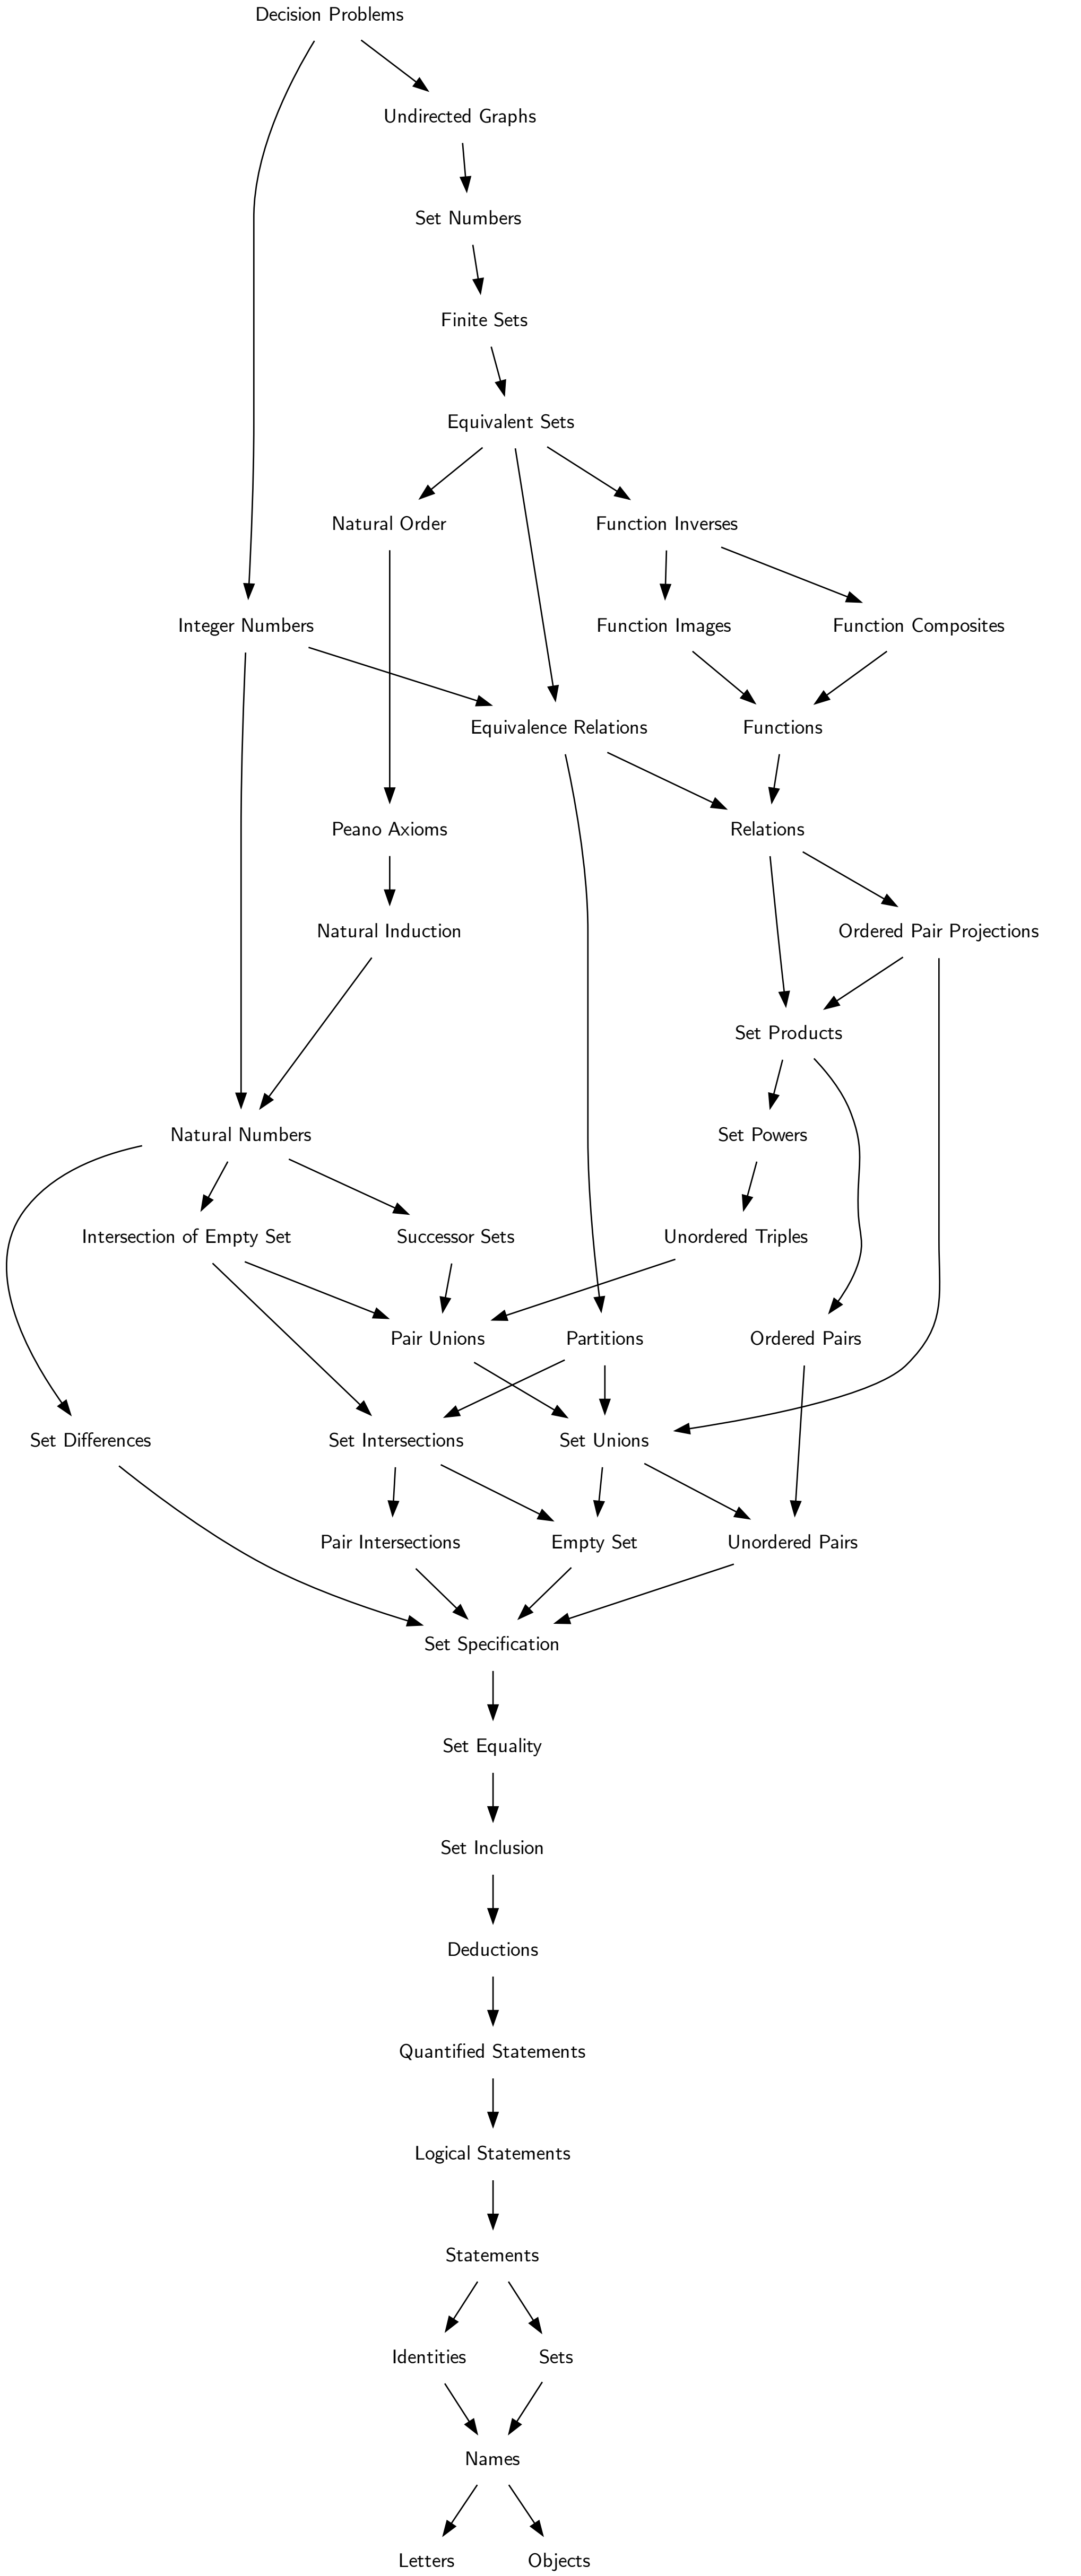 Decision Problems
Undirected Graphs
Set Numbers
Finite Sets
Equivalent Sets
Natural Order
Function Inverses
Integer Numbers
Function Images
Function Composites
Equivalence Relations
Functions
Peano Axioms
Relations
Natural Induction
Ordered Pair Projections
Set Products
Natural Numbers
Set Powers
Intersection of Empty Set
Successor Sets
Unordered Triples
Pair Unions
Partitions
Ordered Pairs
Set Differences
Set Intersections
Set Unions
Pair Intersections
Empty Set
Unordered Pairs
Set Specification
Set Equality
Set Inclusion
Deductions
Quantified Statements
Logical Statements
Statements
Identities
Sets
Names
Letters
Objects